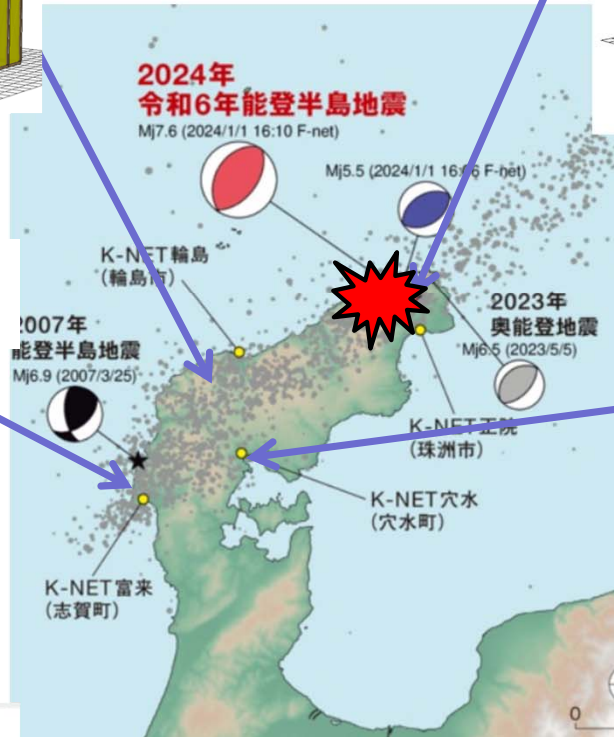 2024年
令和6年能登半島地震
Mj7.6 (2024/1/1 16:10 F-net)
Mj5.5 (2024/1/1 16:06 F-net)
K-NET輪島
(輪島市)
2023年
奥能登地震
Mj6.5 (2023/5/5)
2007年
能登半島地震
Mj6.9 (2007/3/25)
K-NET正院
(珠洲市)
K-NET穴水
(穴水町)
K-NET富来
(志賀町)
0